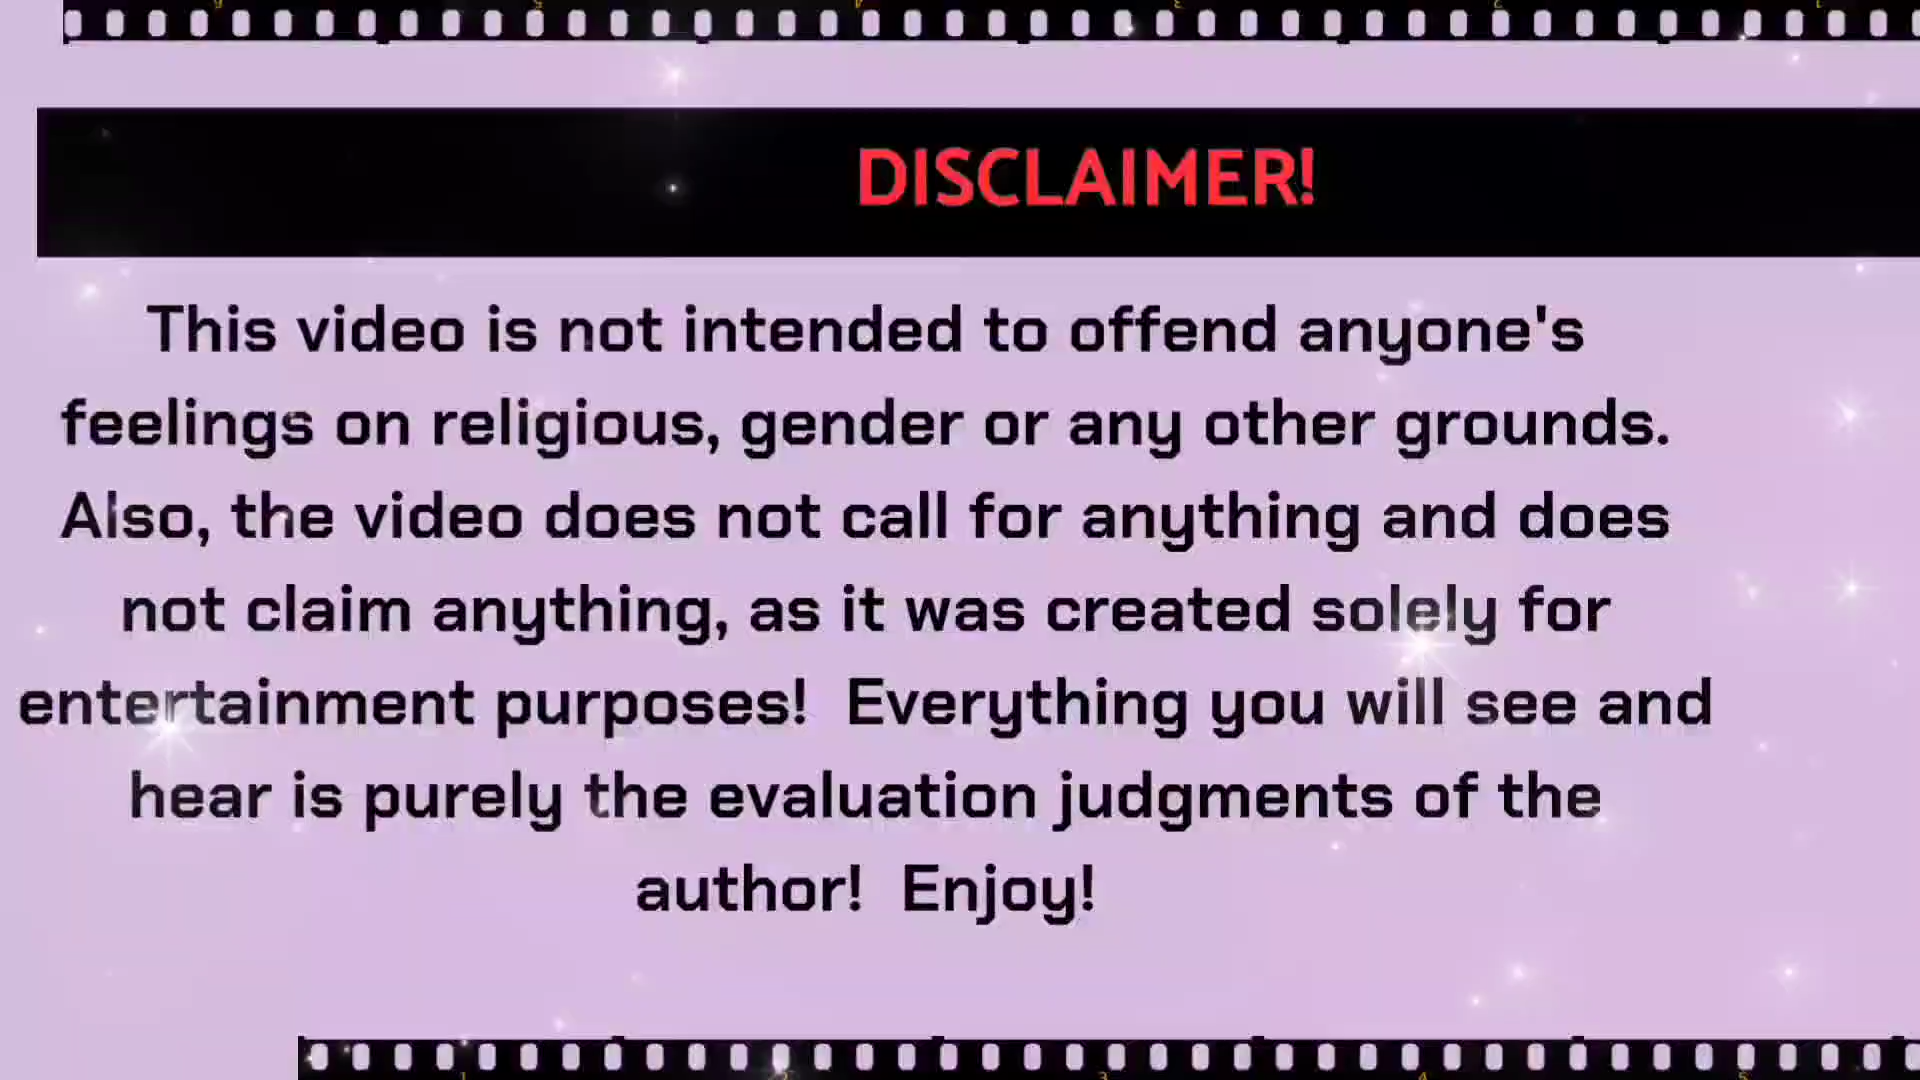 DISCLAIMER!
This video is not intended to offend anyone's
feelings on religious, gender or any other grounds.
Also, the video does not call for anything and does
not claim anything, as it was created solely for
entertainment purposes!  Everything you will see and
hear is purely the evaluation judgments of the
author!  Enjoy!